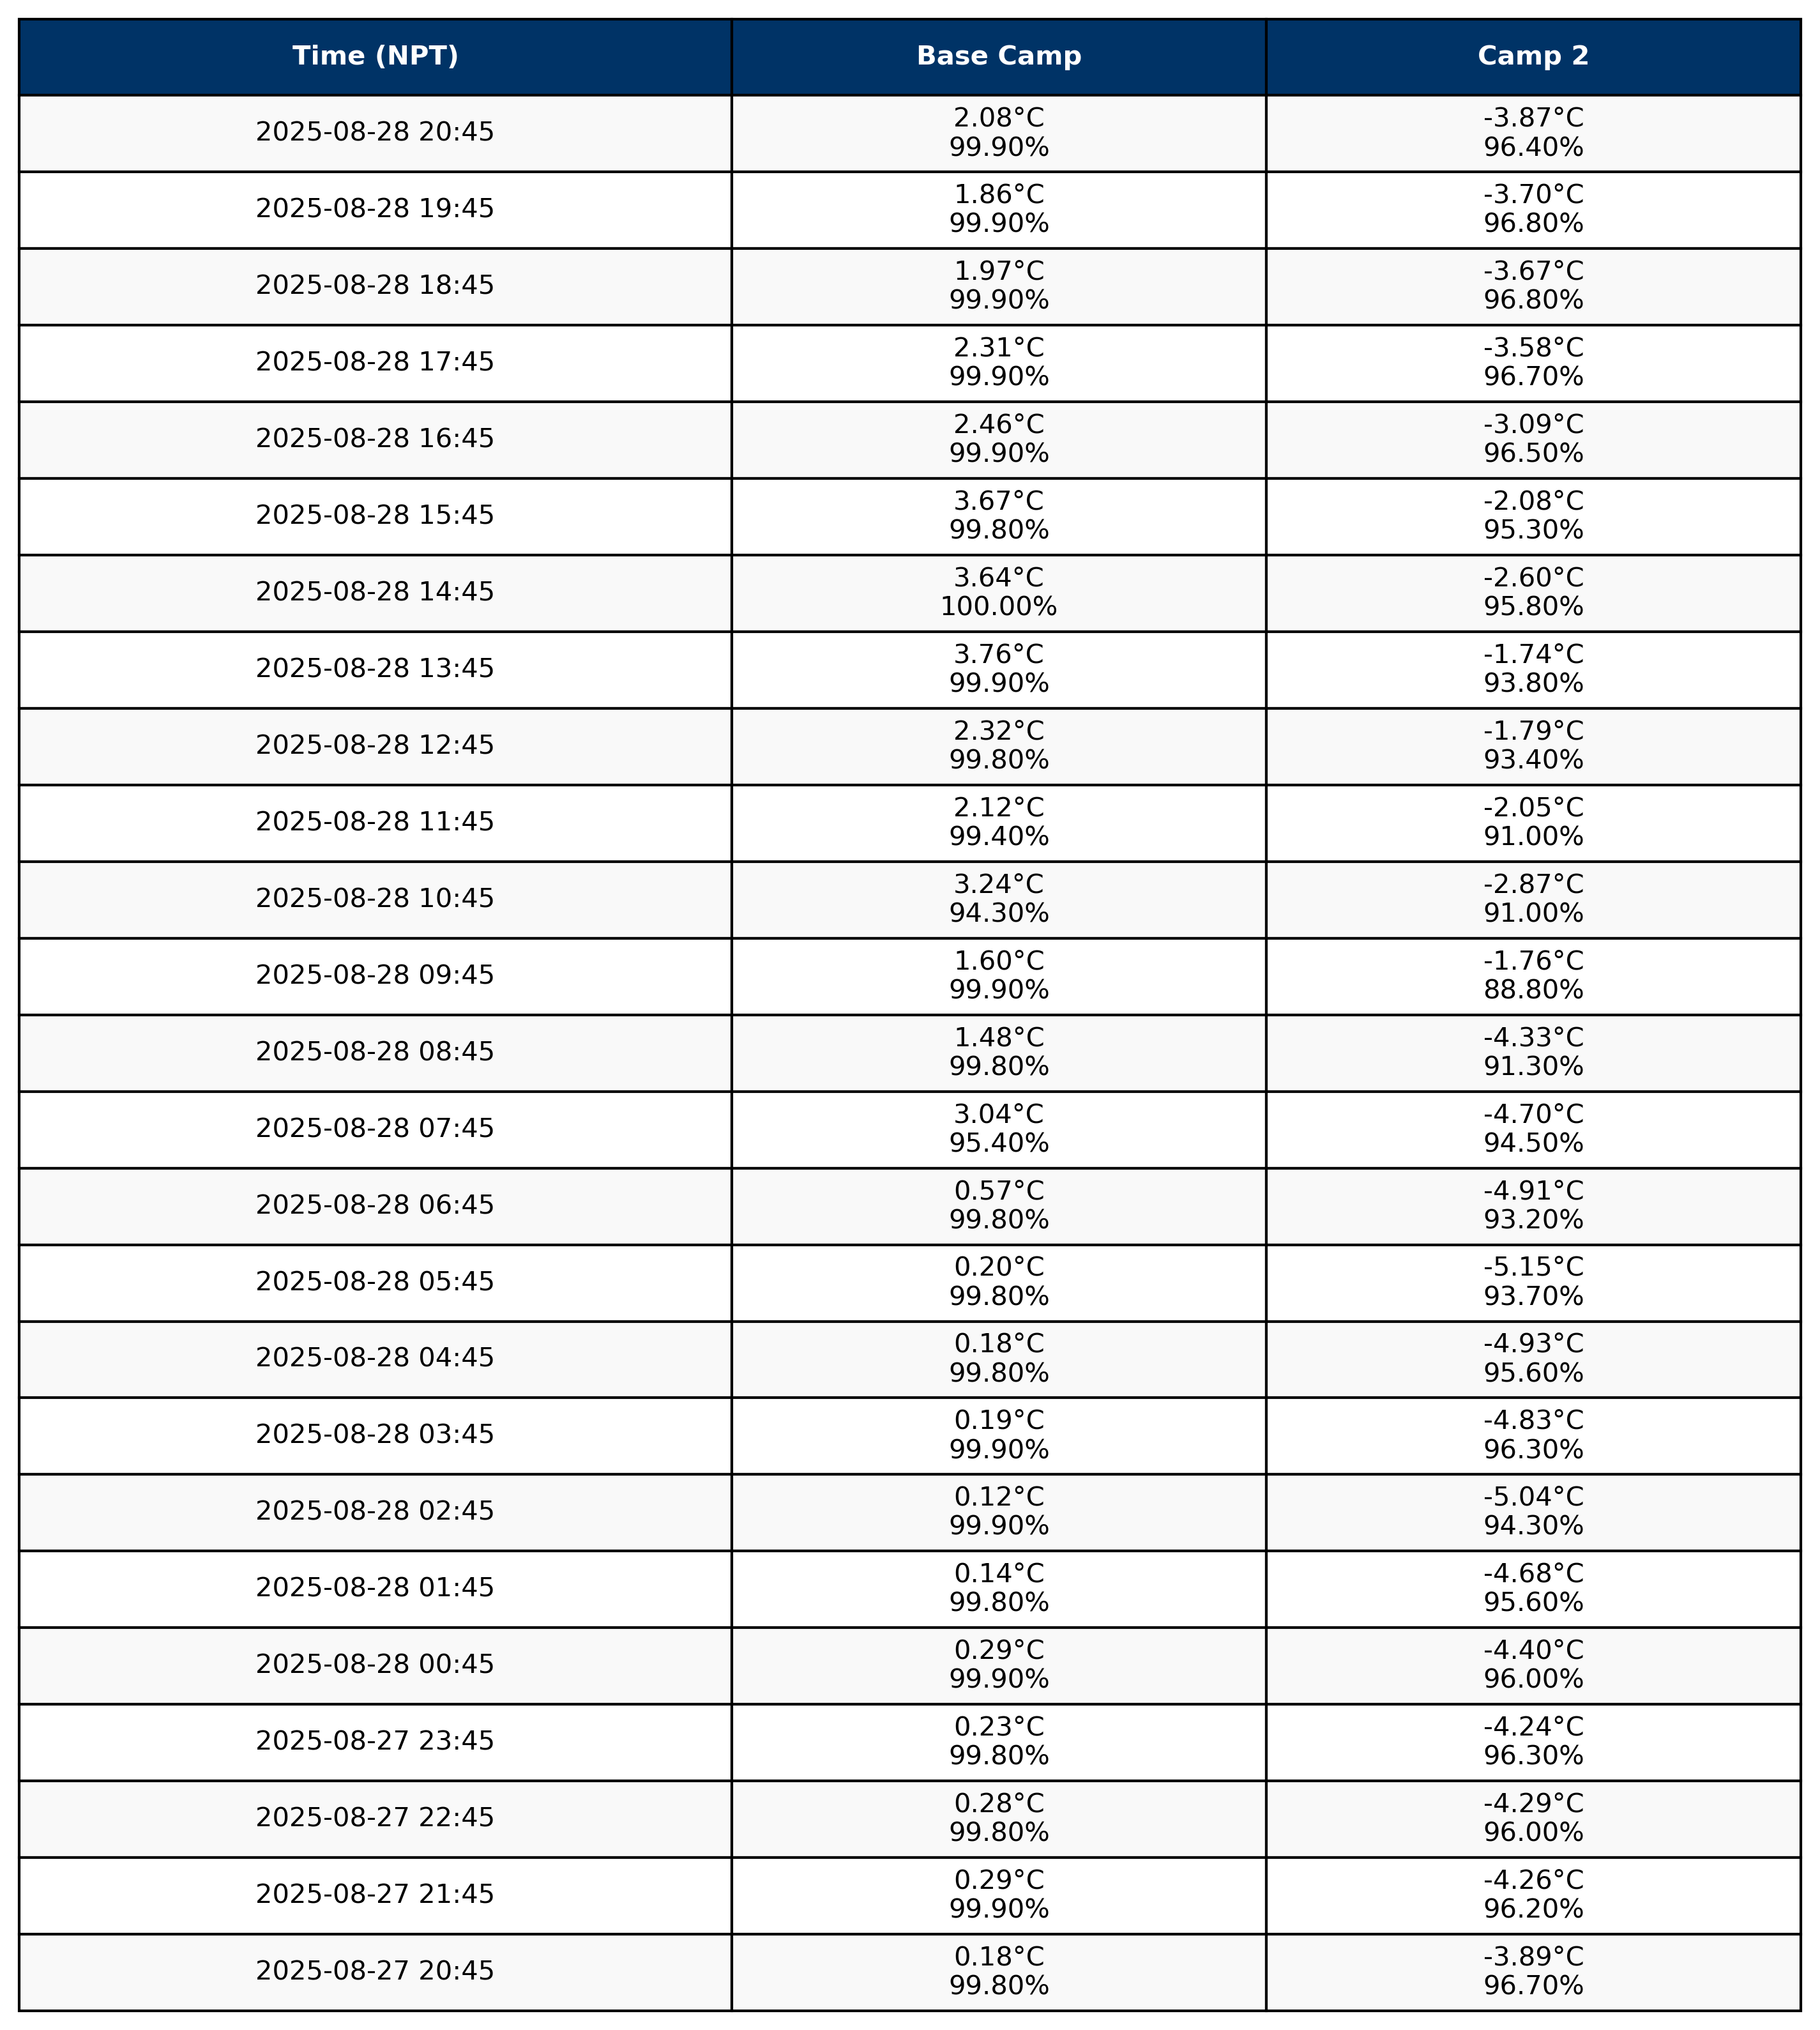 Time (NPT) Base Camp Camp 2
2025-08-28 20:45 2.08°C -3.87°C
99.90% 96.40%
2025-08-28 19:45 1.86°C -3.70°C
99.90% 96.80%
2025-08-28 18:45 1.97°C -3.67°C
99.90% 96.80%
2025-08-28 17:45 2.31°C -3.58°C
99.90% 96.70%
2025-08-28 16:45 2.46°C -3.09°C
99.90% 96.50%
2025-08-28 15:45 3.67°C -2.08°C
99.80% 95.30%
2025-08-28 14:45 3.64°C -2.60°C
100.00% 95.80%
2025-08-28 13:45 3.76°C -1.74°C
99.90% 93.80%
2025-08-28 12:45 2.32°C -1.79°C
99.80% 93.40%
2025-08-28 11:45 2.12°C -2.05°C
99.40% 91.00%
2025-08-28 10:45 3.24°C -2.87°C
94.30% 91.00%
2025-08-28 09:45 1.60°C -1.76°C
99.90% 88.80%
2025-08-28 08:45 1.48°C -4.33°C
99.80% 91.30%
2025-08-28 07:45 3.04°C -4.70°C
95.40% 94.50%
2025-08-28 06:45 0.57°C -4.91°C
99.80% 93.20%
2025-08-28 05:45 0.20°C -5.15°C
99.80% 93.70%
2025-08-28 04:45 0.18°C -4.93°C
99.80% 95.60%
2025-08-28 03:45 0.19°C -4.83°C
99.90% 96.30%
2025-08-28 02:45 0.12°C -5.04°C
99.90% 94.30%
2025-08-28 01:45 0.14°C -4.68°C
99.80% 95.60%
2025-08-28 00:45 0.29°C -4.40°C
99.90% 96.00%
2025-08-27 23:45 0.23°C -4.24°C
99.80% 96.30%
2025-08-27 22:45 0.28°C -4.29°C
99.80% 96.00%
2025-08-27 21:45 0.29°C -4.26°C
99.90% 96.20%
2025-08-27 20:45 0.18°C -3.89°C
99.80% 96.70%